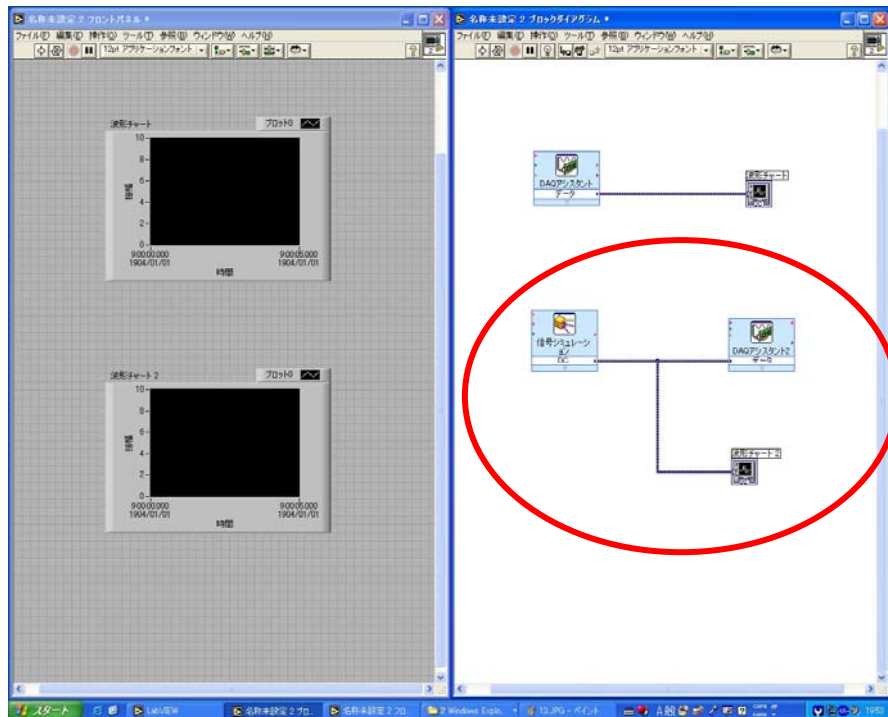 名称未設定 2 フロントパネル *
ファイル(F) 編集(E) 操作(O) ツール(T) 参照(B) ウィンドウ(W) ヘルプ(H)
12pt アプリケーションフォント
波形チャート
プロット0
10
8
6
4
2
0
振幅
9:00:00.000
1904/01/01
9:00:05.000
1904/01/01
時間
波形チャート 2
プロット0
10
8
6
4
2
0
振幅
9:00:00.000
1904/01/01
9:00:05.000
1904/01/01
時間
名称未設定 2 ブロックダイアグラム *
ファイル(F) 編集(E) 操作(O) ツール(T) 参照(B) ウィンドウ(W) ヘルプ(H)
12pt アプリケーションフォント
DAQアシスタント
データ
波形チャート
信号シミュレーシ
ョン
DC
DAQアシスタント2
データ
波形チャート 2
スタート
LabVIEW
名称未設定 2 フロ...
名称未設定 2 ブロ...
2 Windows Explo...
13.JPG - ペイント
A 般
19:53